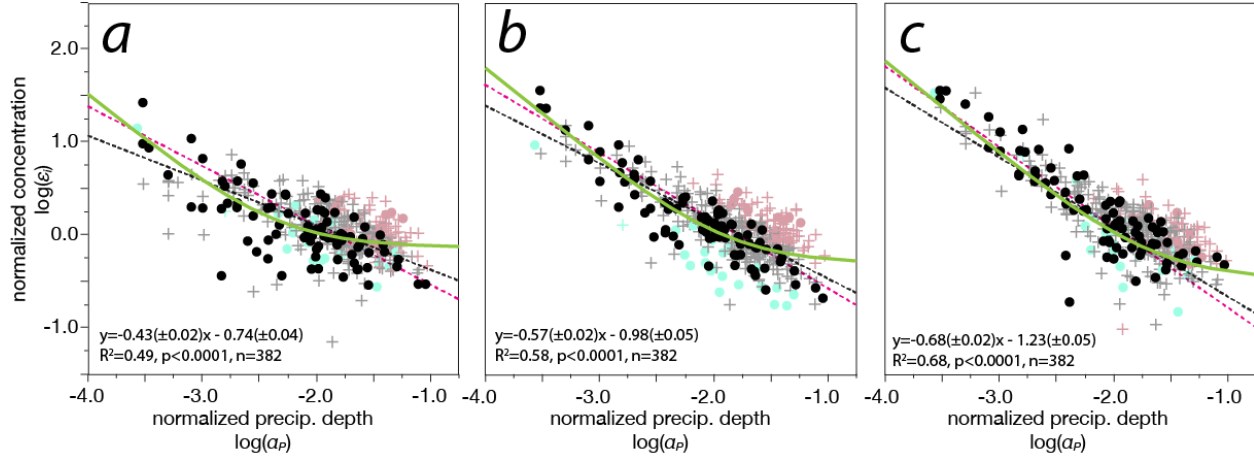 a
b
c
2.0
1.0
0.0
-1.0
normalized concentration
log(εj)
y=-0.43(±0.02)x - 0.74(±0.04)
R²=0.49, p<0.0001, n=382
y=-0.57(±0.02)x - 0.98(±0.05)
R²=0.58, p<0.0001, n=382
y=-0.68(±0.02)x - 1.23(±0.05)
R²=0.68, p<0.0001, n=382
-4.0 -3.0 -2.0 -1.0
-4.0 -3.0 -2.0 -1.0
-4.0 -3.0 -2.0 -1.0
normalized precip. depth
log(aP)
normalized precip. depth
log(aP)
normalized precip. depth
log(aP)